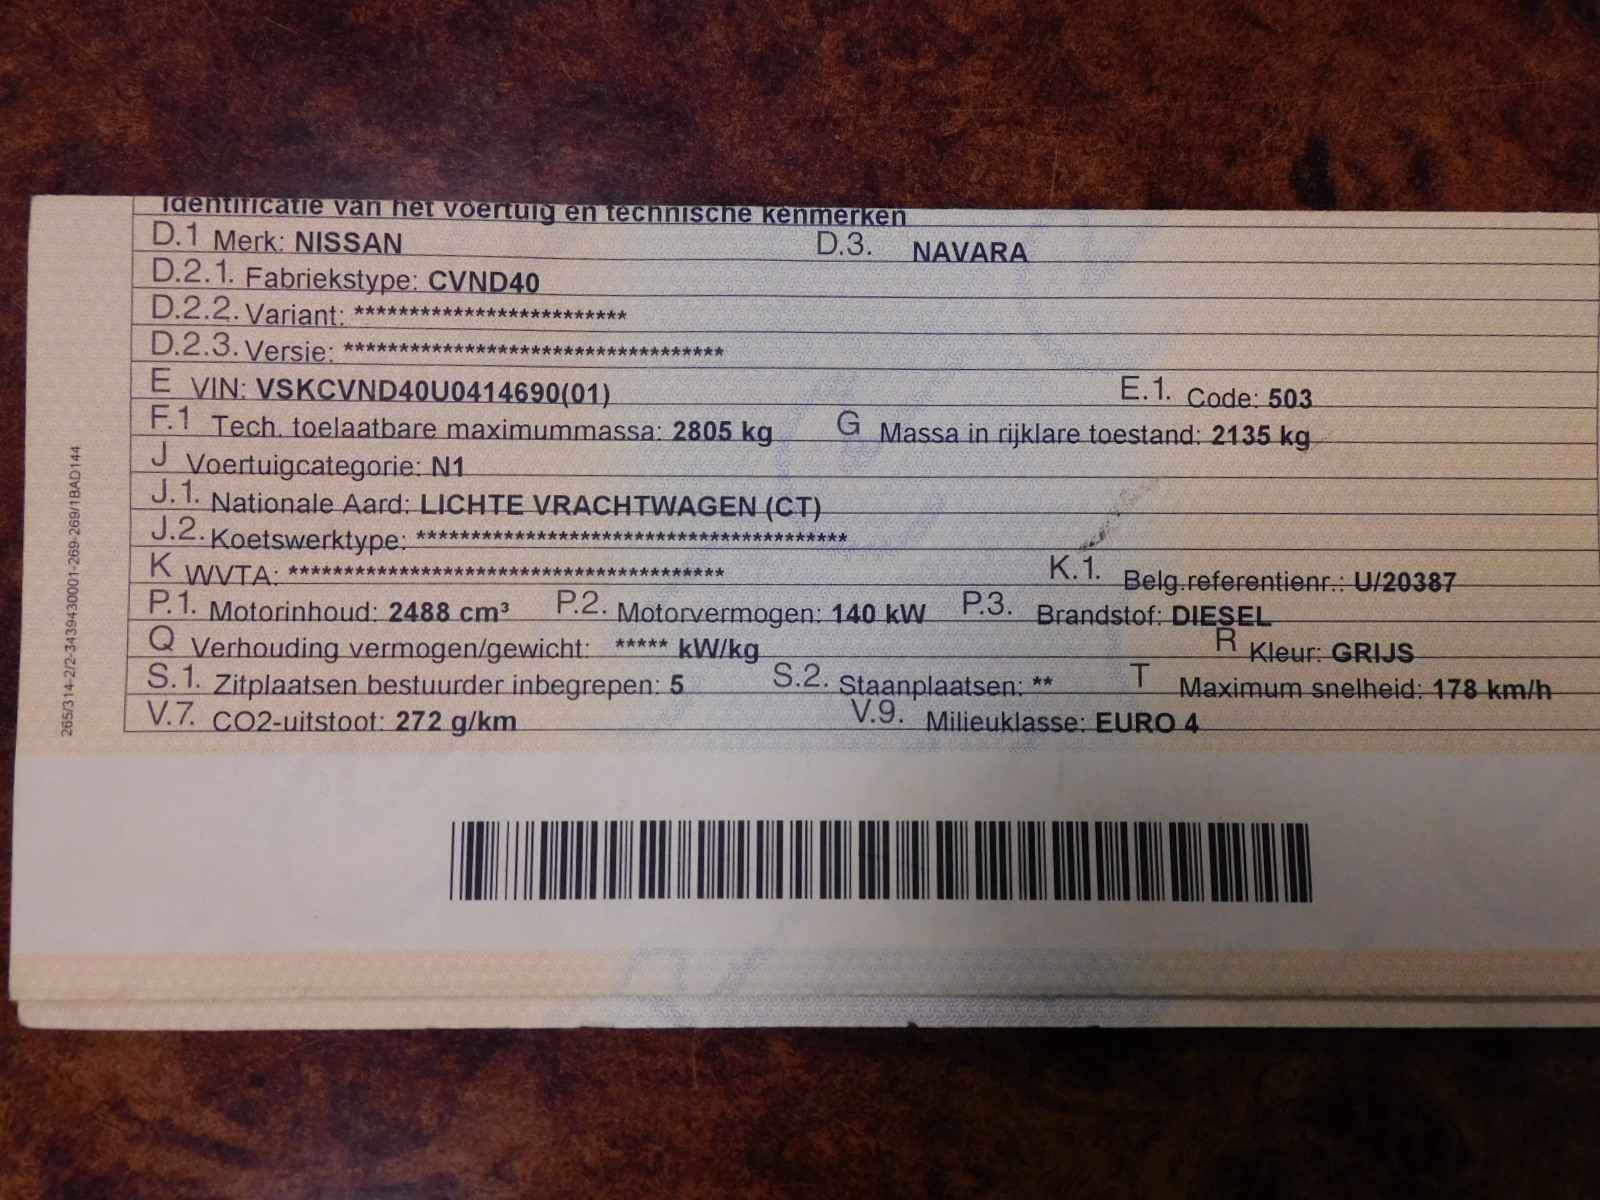 Identificatie van het voertuig en technische kenmerken
D.1 Merk: NISSAN D.3. NAVARA
D.2.1. Fabriekstype: CVND40
D.2.2. Variant: *************************
D.2.3. Versie: ***********************************
E VIN: VSKCVND40U0414690(01) E.1. Code: 503
F.1 Tech. toelaatbare maximummassa: 2805 kg G Massa in rijklare toestand: 2135 kg
J Voertuigcategorie: N1
J.1. Nationale Aard: LICHTE VRACHTWAGEN (CT)
J.2. Koetswerktype: ****************************************
K WVTA: **************************************** K.1. Belg.referentienr.: U/20387
P.1. Motorinhoud: 2488 cm³ P.2. Motorvermogen: 140 kW P.3. Brandstof: DIESEL
Q Verhouding vermogen/gewicht: ***** kW/kg R Kleur: GRIJS
S.1. Zitplaatsen bestuurder inbegrepen: 5 S.2. Staanplaatsen: ** T Maximum snelheid: 178 km/h
V.7. CO2-uitstoot: 272 g/km V.9. Milieuklasse: EURO 4
265/314-2/2-3439430001-269-269/1BAD144